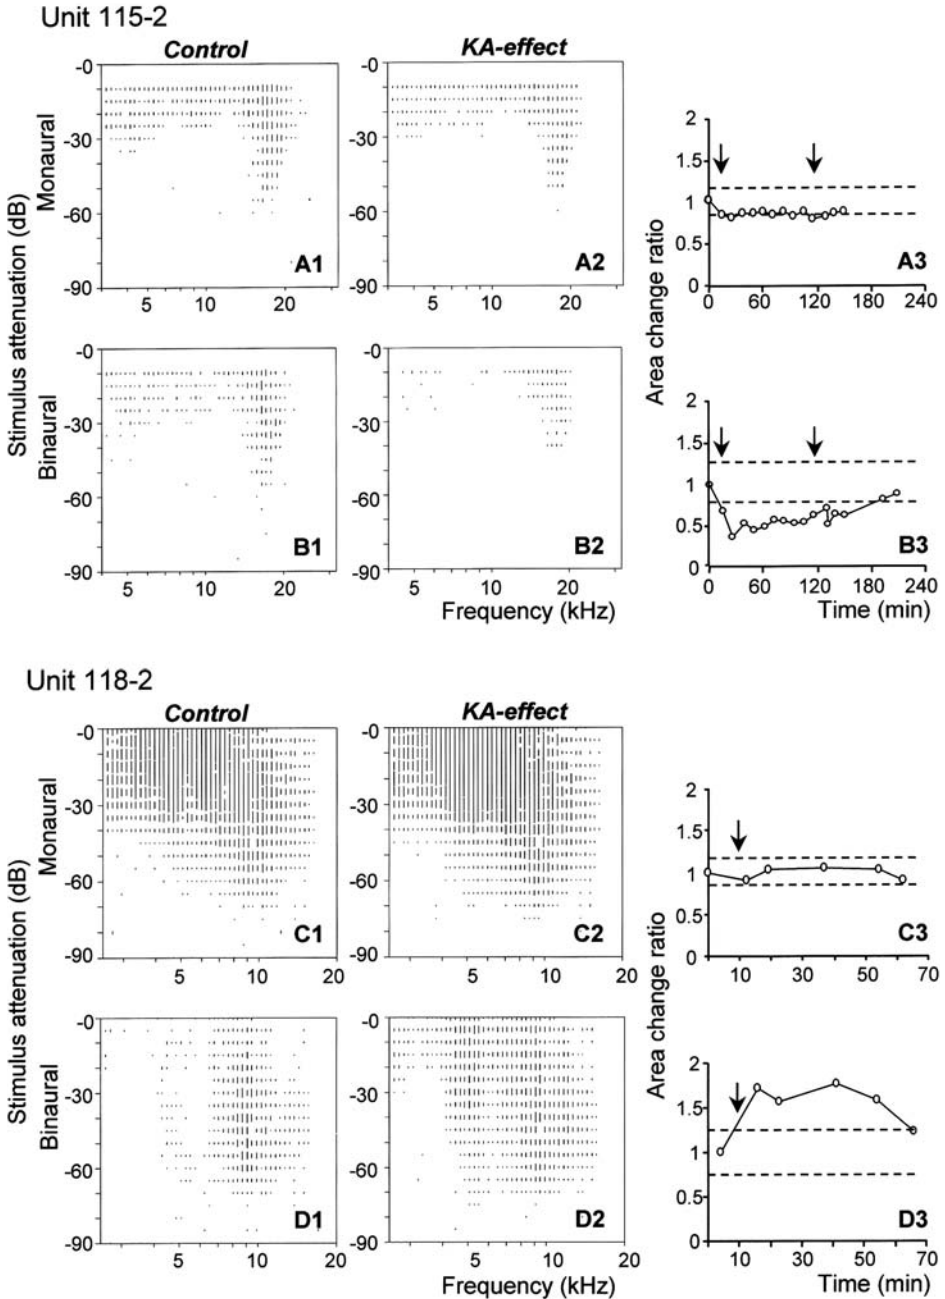 Unit 115-2
Control
KA-effect
Stimulus attenuation (dB)
Monaural
-0
-30
-60
-90
A1
5 10 20
-0
-30
-60
-90
A2
5 10 20
Area change ratio
2
1.5
1
0.5
0
A3
0 60 120 180 240
Binaural
-0
-30
-60
-90
B1
5 10 20
-0
-30
-60
-90
B2
5 10 20
Frequency (kHz)
2
1.5
1
0.5
0
B3
0 60 120 180 240
Time (min)
Unit 118-2
Control
KA-effect
Stimulus attenuation (dB)
Monaural
-0
-30
-60
-90
C1
5 10 20
-0
-30
-60
-90
C2
5 10 20
Area change ratio
2
1.5
1
0.5
0
C3
10 30 50 70
Binaural
-0
-30
-60
-90
D1
5 10 20
-0
-30
-60
-90
D2
5 10 20
Frequency (kHz)
2
1.5
1
0.5
0
D3
10 30 50 70
Time (min)